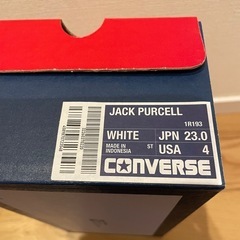 JACK PURCELL
1R193
WHITE JPN 23.0
MADE IN INDONESIA ST USA 4
CONVERSE